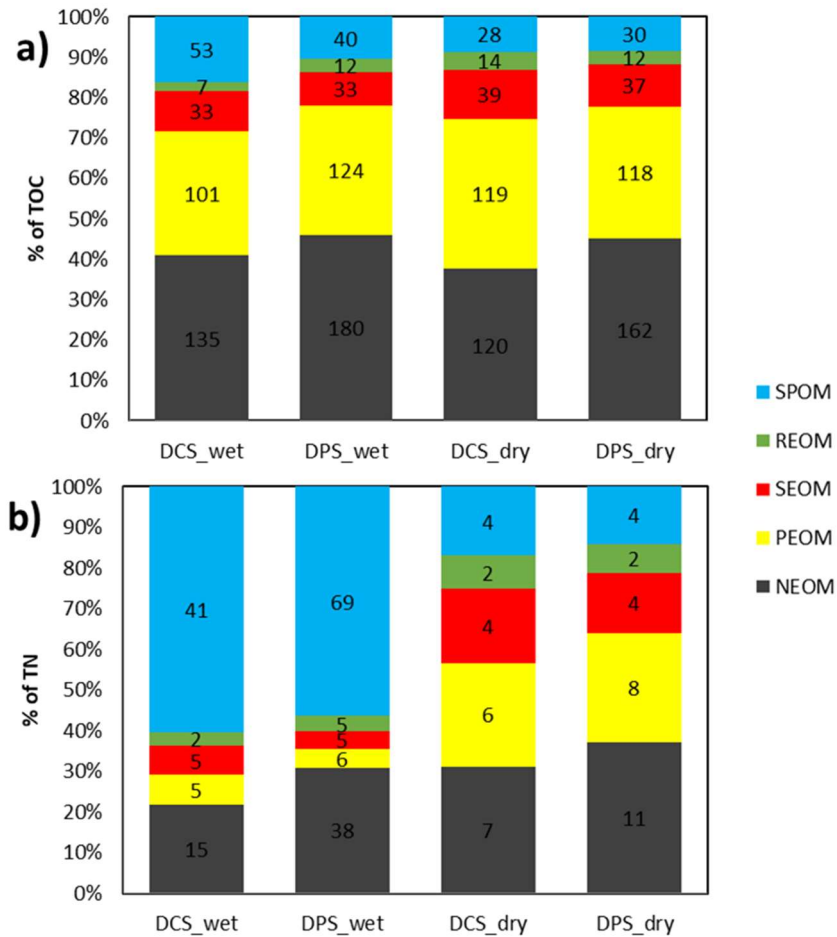 a)
% of TOC
100%
90%
80%
70%
60%
50%
40%
30%
20%
10%
0%
53 40 28 30
7 12 14 12
33 33 39 37
101 124 119 118
135 180 120 162
DCS_wet DPS_wet DCS_dry DPS_dry
b)
% of TN
100%
90%
80%
70%
60%
50%
40%
30%
20%
10%
0%
41 69 4 4
2 5 2 2
5 5 4 4
5 6 6 8
15 38 7 11
DCS_wet DPS_wet DCS_dry DPS_dry
SPOM
REOM
SEOM
PEOM
NEOM